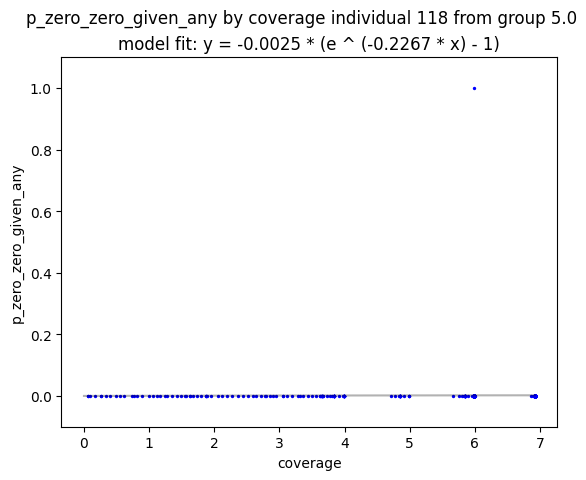 p_zero_zero_given_any by coverage individual 118 from group 5.0
model fit: y = -0.0025 * (e ^ (-0.2267 * x) - 1)
p_zero_zero_given_any
1.0
0.8
0.6
0.4
0.2
0.0
0 1 2 3 4 5 6 7
coverage